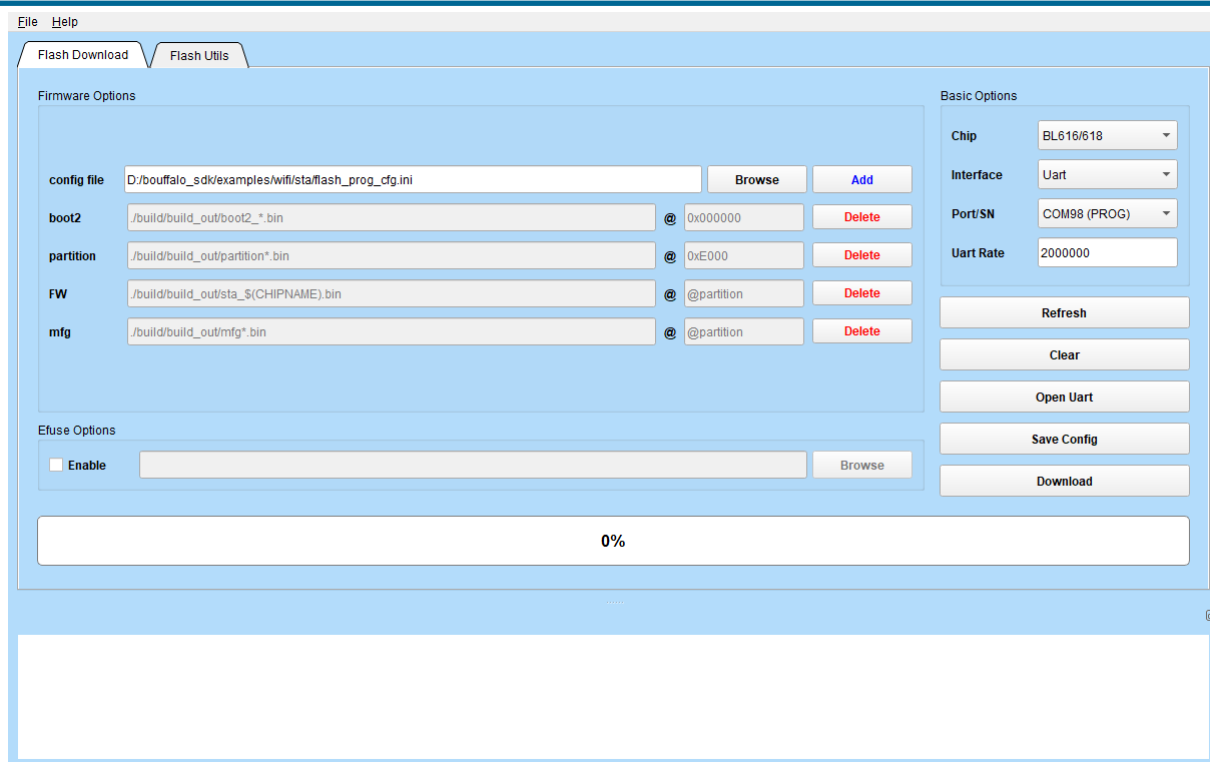 File Help
Flash Download Flash Utils
Firmware Options
config file D:/bouffalo_sdk/examples/wifi/sta/flash_prog_cfg.ini Browse Add
boot2 ./build/build_out/boot2_*.bin @ 0x000000 Delete
partition ./build/build_out/partition*.bin @ 0xE000 Delete
FW ./build/build_out/sta_$(CHIPNAME).bin @ @partition Delete
mfg ./build/build_out/mfg*.bin @ @partition Delete
Efuse Options
Enable Browse
Basic Options
Chip BL616/618
Interface Uart
Port/SN COM98 (PROG)
Uart Rate 2000000
Refresh
Clear
Open Uart
Save Config
Download
0%